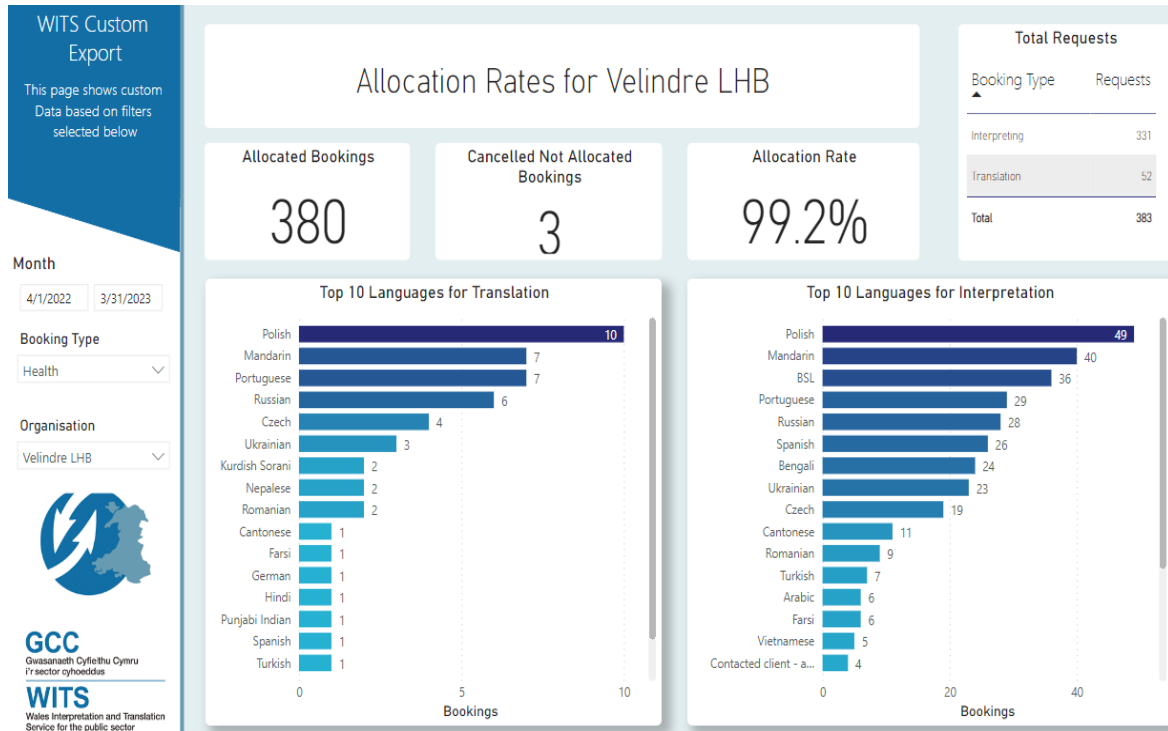 WITS Custom
Export
This page shows custom
Data based on filters
selected below
Month
4/1/2022 3/31/2023
Booking Type
Health
Organisation
Velindre LHB
GCC
Gwasanaeth Cyfieithu Cymru
i'r sector cyhoeddus
WITS
Wales Interpretation and Translation
Service for the public sector
Allocation Rates for Velindre LHB
Total Requests
Booking Type Requests
Interpreting 331
Translation 52
Total 383
Allocated Bookings
380
Cancelled Not Allocated
Bookings
3
Allocation Rate
99.2%
Top 10 Languages for Translation
Polish 10
Mandarin 7
Portuguese 7
Russian 6
Czech 4
Ukrainian 3
Kurdish Sorani 2
Nepalese 2
Romanian 2
Cantonese 1
Farsi 1
German 1
Hindi 1
Punjabi Indian 1
Spanish 1
Turkish 1
0 5 10
Bookings
Top 10 Languages for Interpretation
Polish 49
Mandarin 40
BSL 36
Portuguese 29
Russian 28
Spanish 26
Bengali 24
Ukrainian 23
Czech 19
Cantonese 11
Romanian 9
Turkish 7
Arabic 6
Farsi 6
Vietnamese 5
Contacted client - a... 4
0 20 40
Bookings